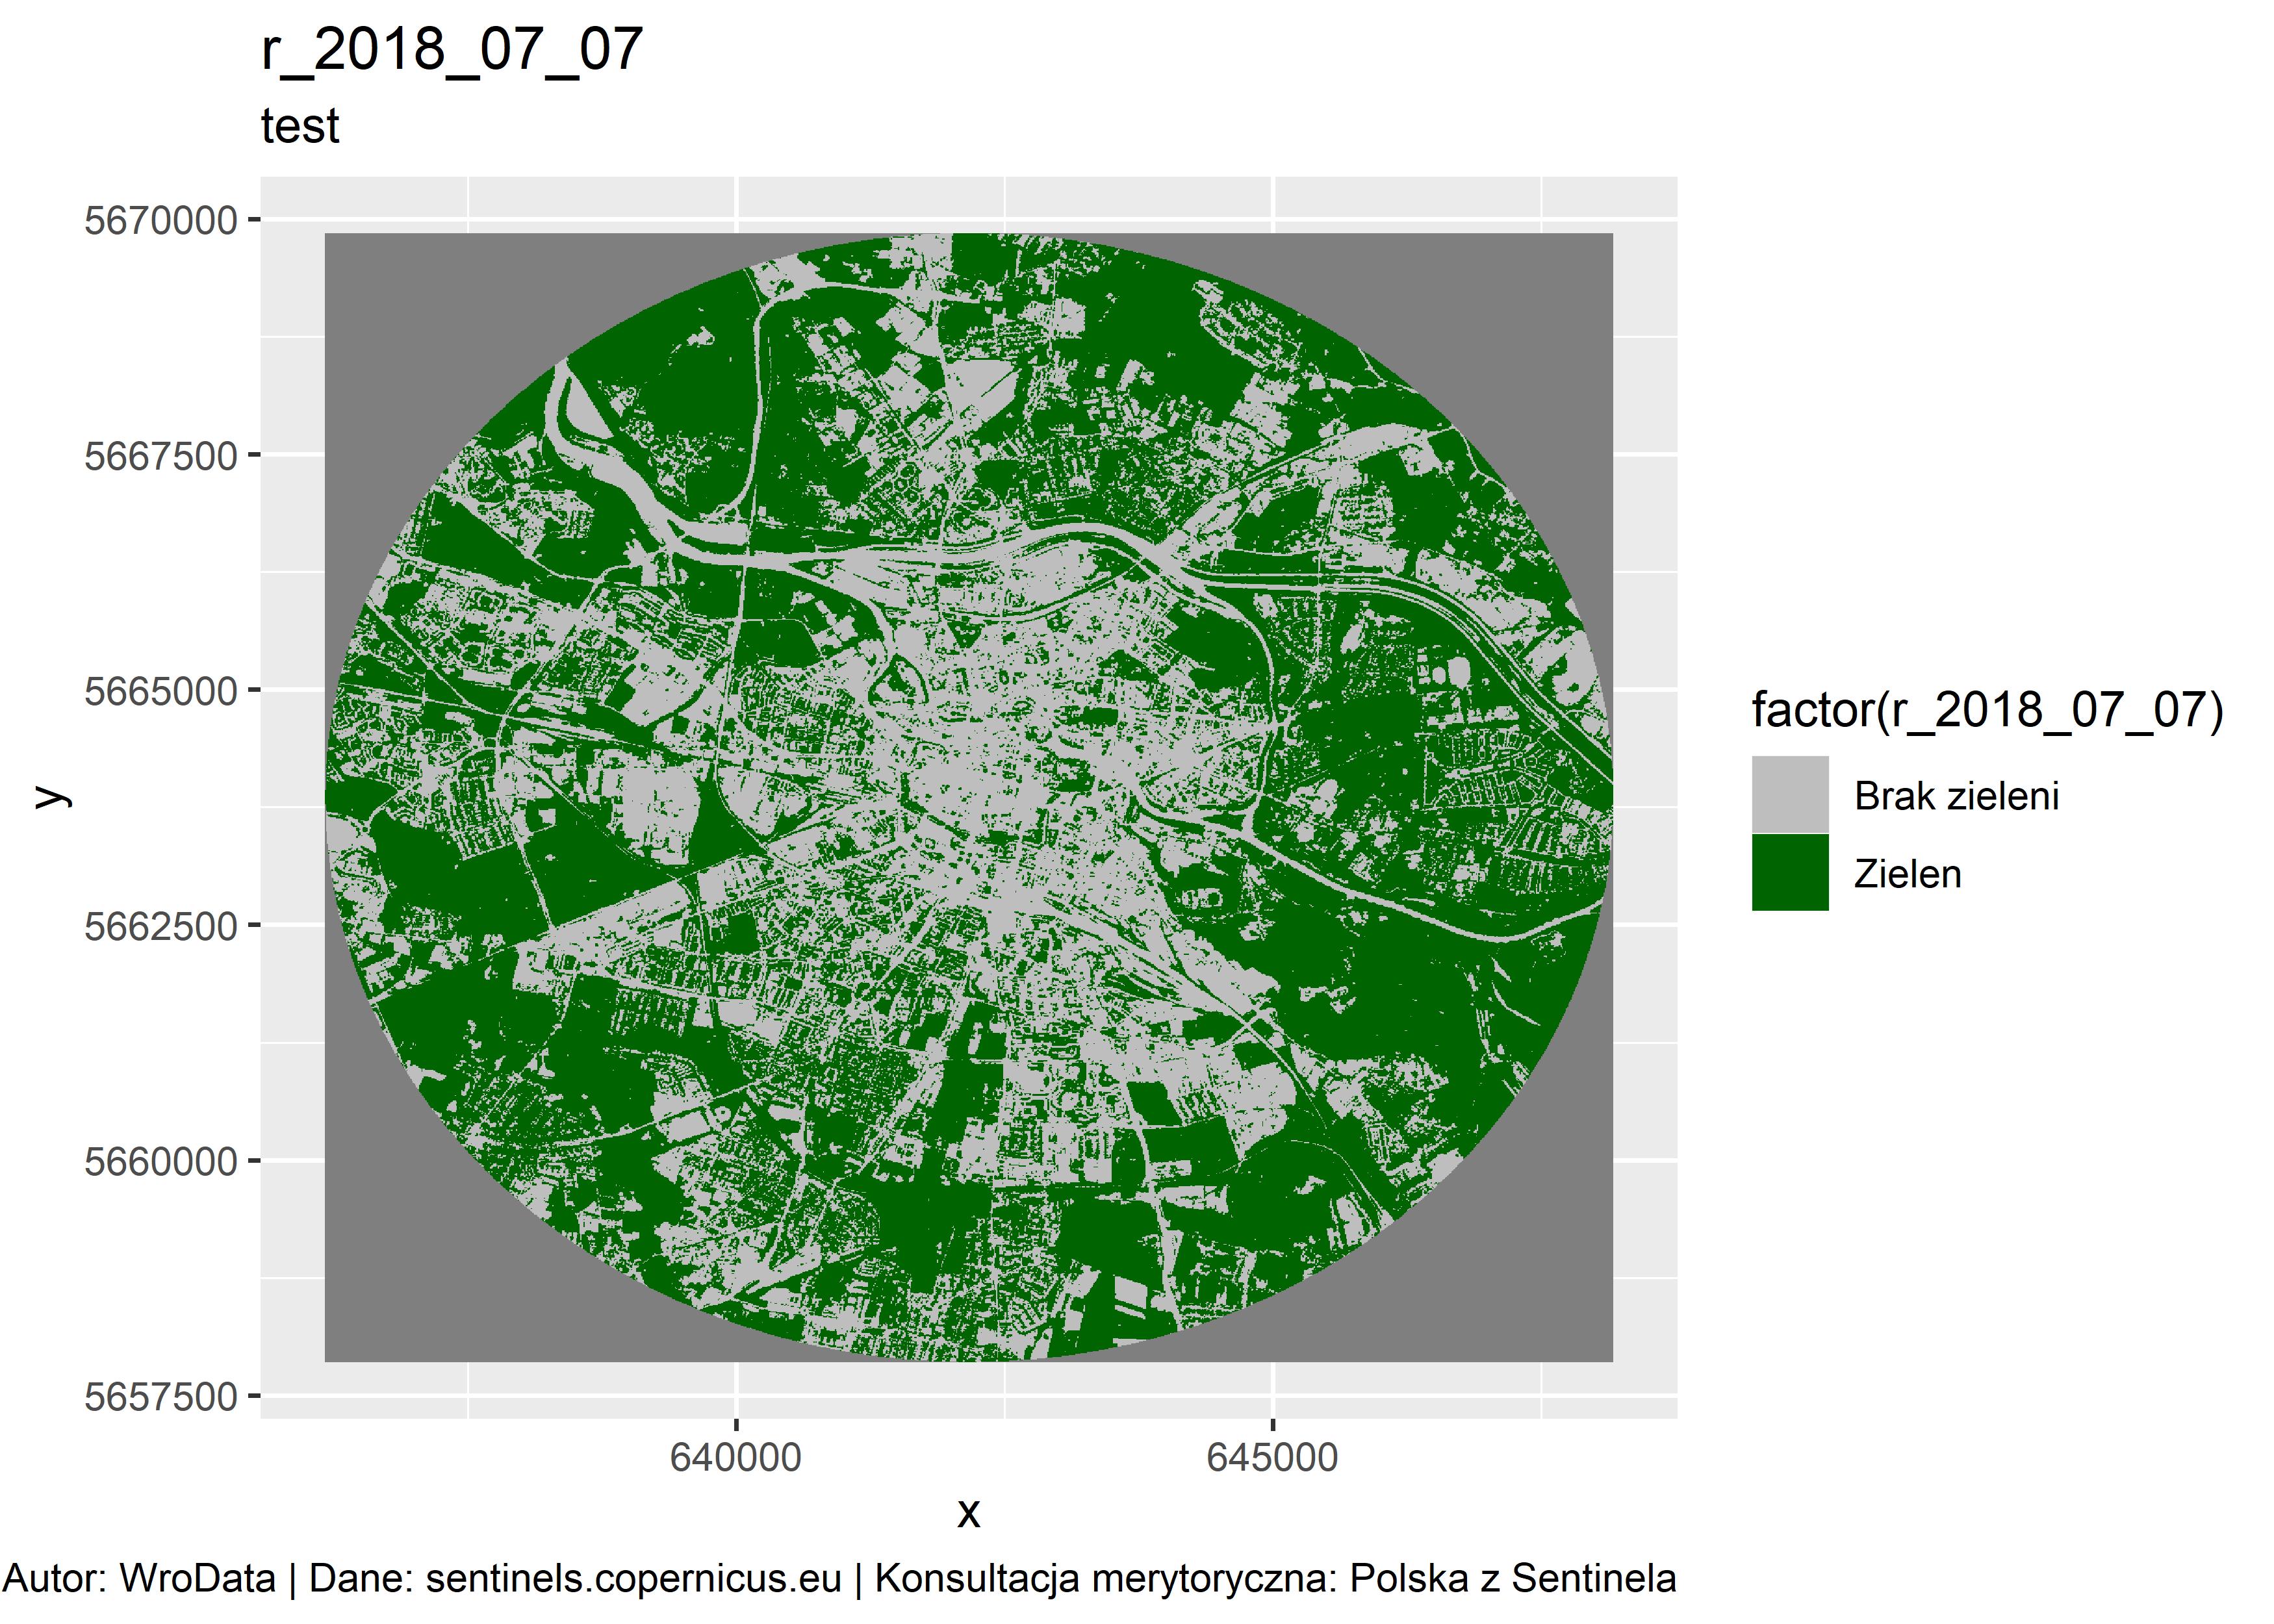 r_2018_07_07
test
5670000
5667500
5665000
5662500
5660000
5657500
y
640000
645000
x
factor(r_2018_07_07)
Brak zieleni
Zielen
Autor: WroData | Dane: sentinels.copernicus.eu | Konsultacja merytoryczna: Polska z Sentinela